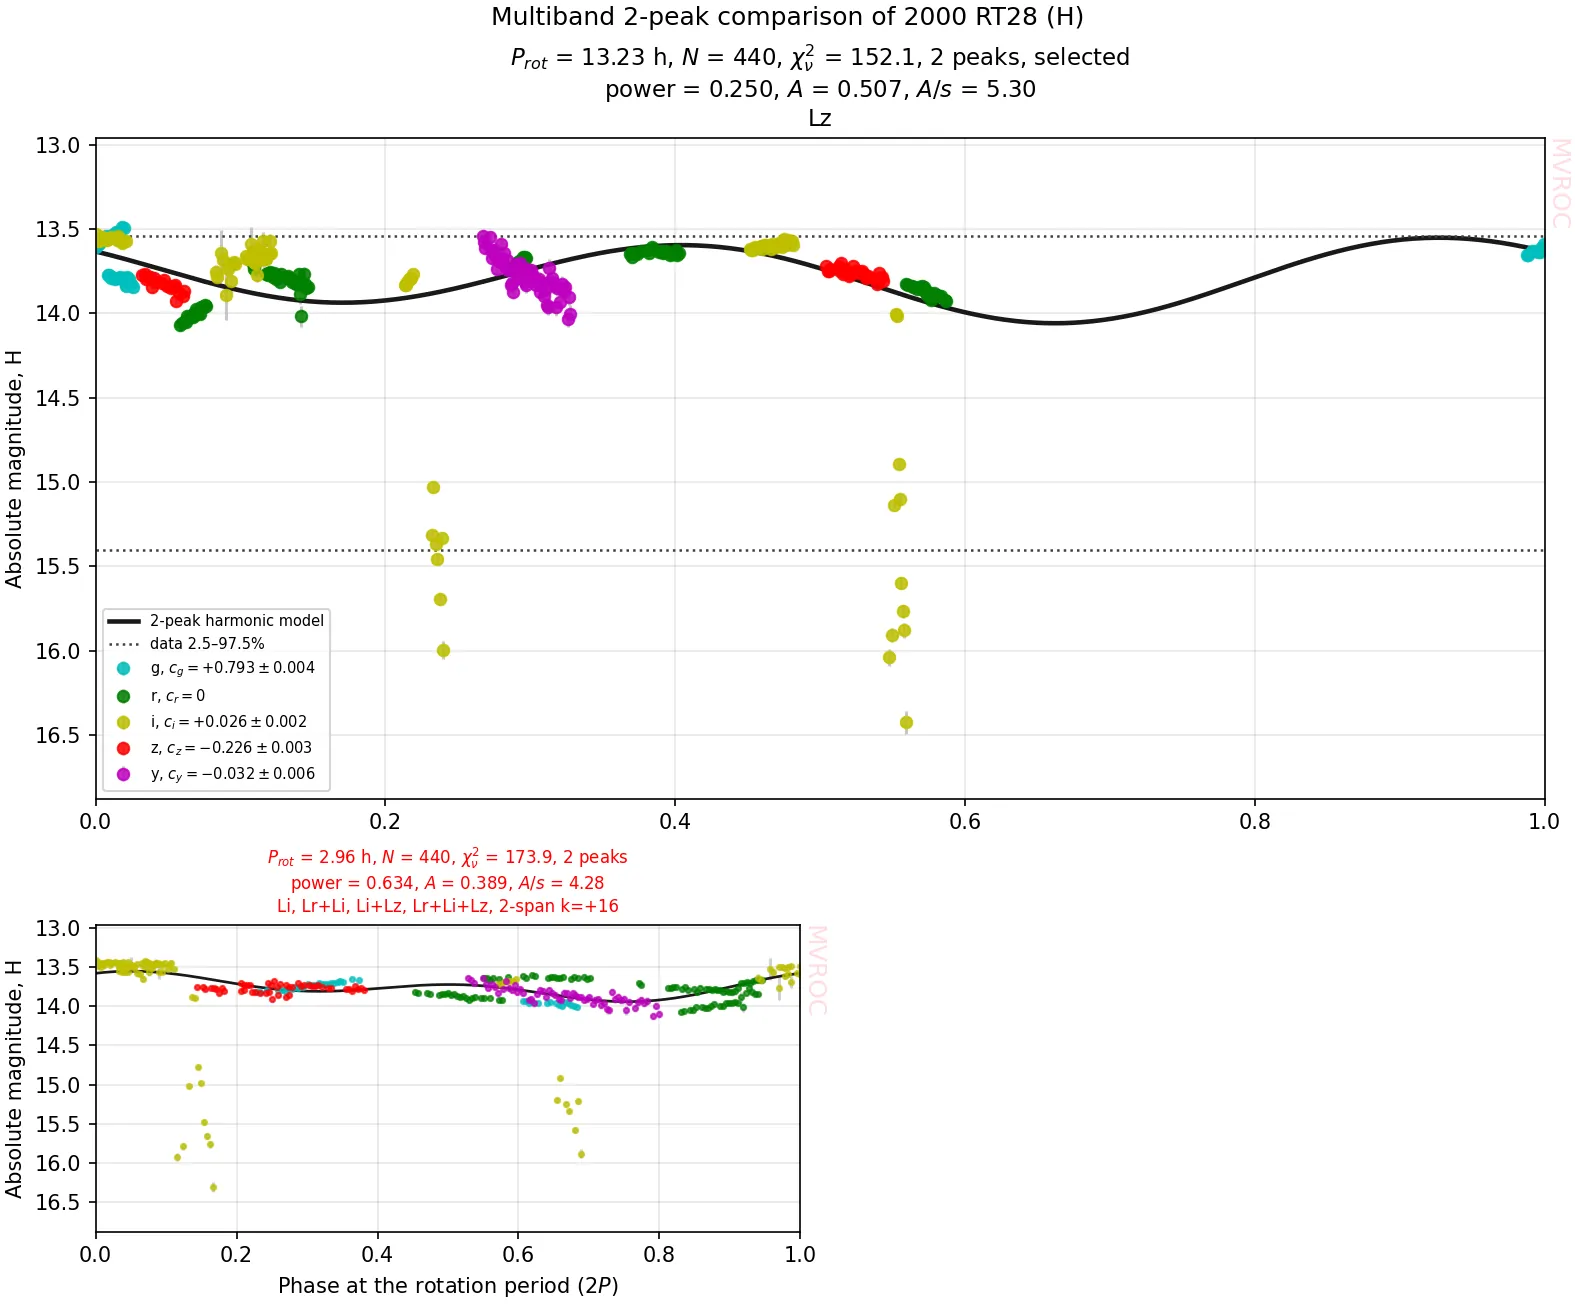 Multiband 2-peak comparison of 2000 RT28 (H)
P_rot = 13.23 h, N = 440, χ²_ν = 152.1, 2 peaks, selected
power = 0.250, A = 0.507, A/s = 5.30
Lz
13.0
13.5
14.0
14.5
15.0
15.5
16.0
16.5
Absolute magnitude, H
2-peak harmonic model
data 2.5–97.5%
g, c_g = +0.793 ± 0.004
r, c_r = 0
i, c_i = +0.026 ± 0.002
z, c_z = −0.226 ± 0.003
y, c_y = −0.032 ± 0.006
0.0 0.2 0.4 0.6 0.8 1.0
MVROC
P_rot = 2.96 h, N = 440, χ²_ν = 173.9, 2 peaks
power = 0.634, A = 0.389, A/s = 4.28
Li, Lr+Li, Li+Lz, Lr+Li+Lz, 2-span k=+16
13.0
13.5
14.0
14.5
15.0
15.5
16.0
16.5
Absolute magnitude, H
0.0 0.2 0.4 0.6 0.8 1.0
Phase at the rotation period (2P)
MVROC